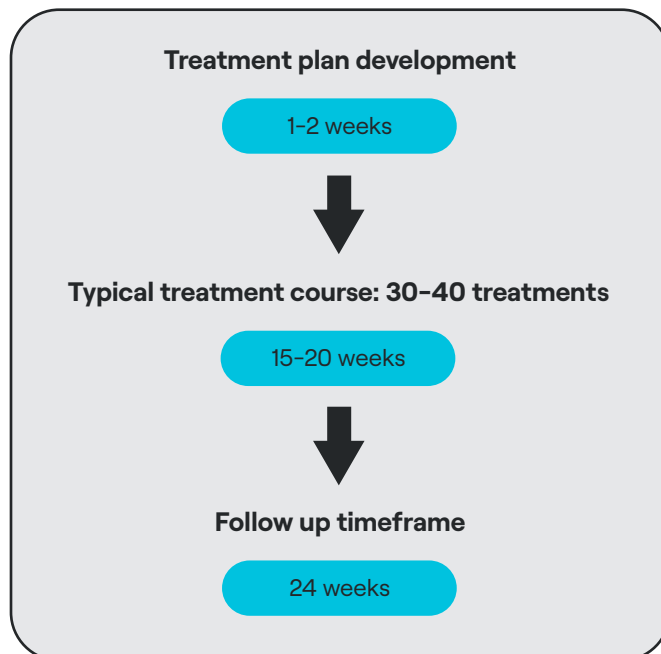 Treatment plan development
1-2 weeks
Typical treatment course: 30-40 treatments
15-20 weeks
Follow up timeframe
24 weeks